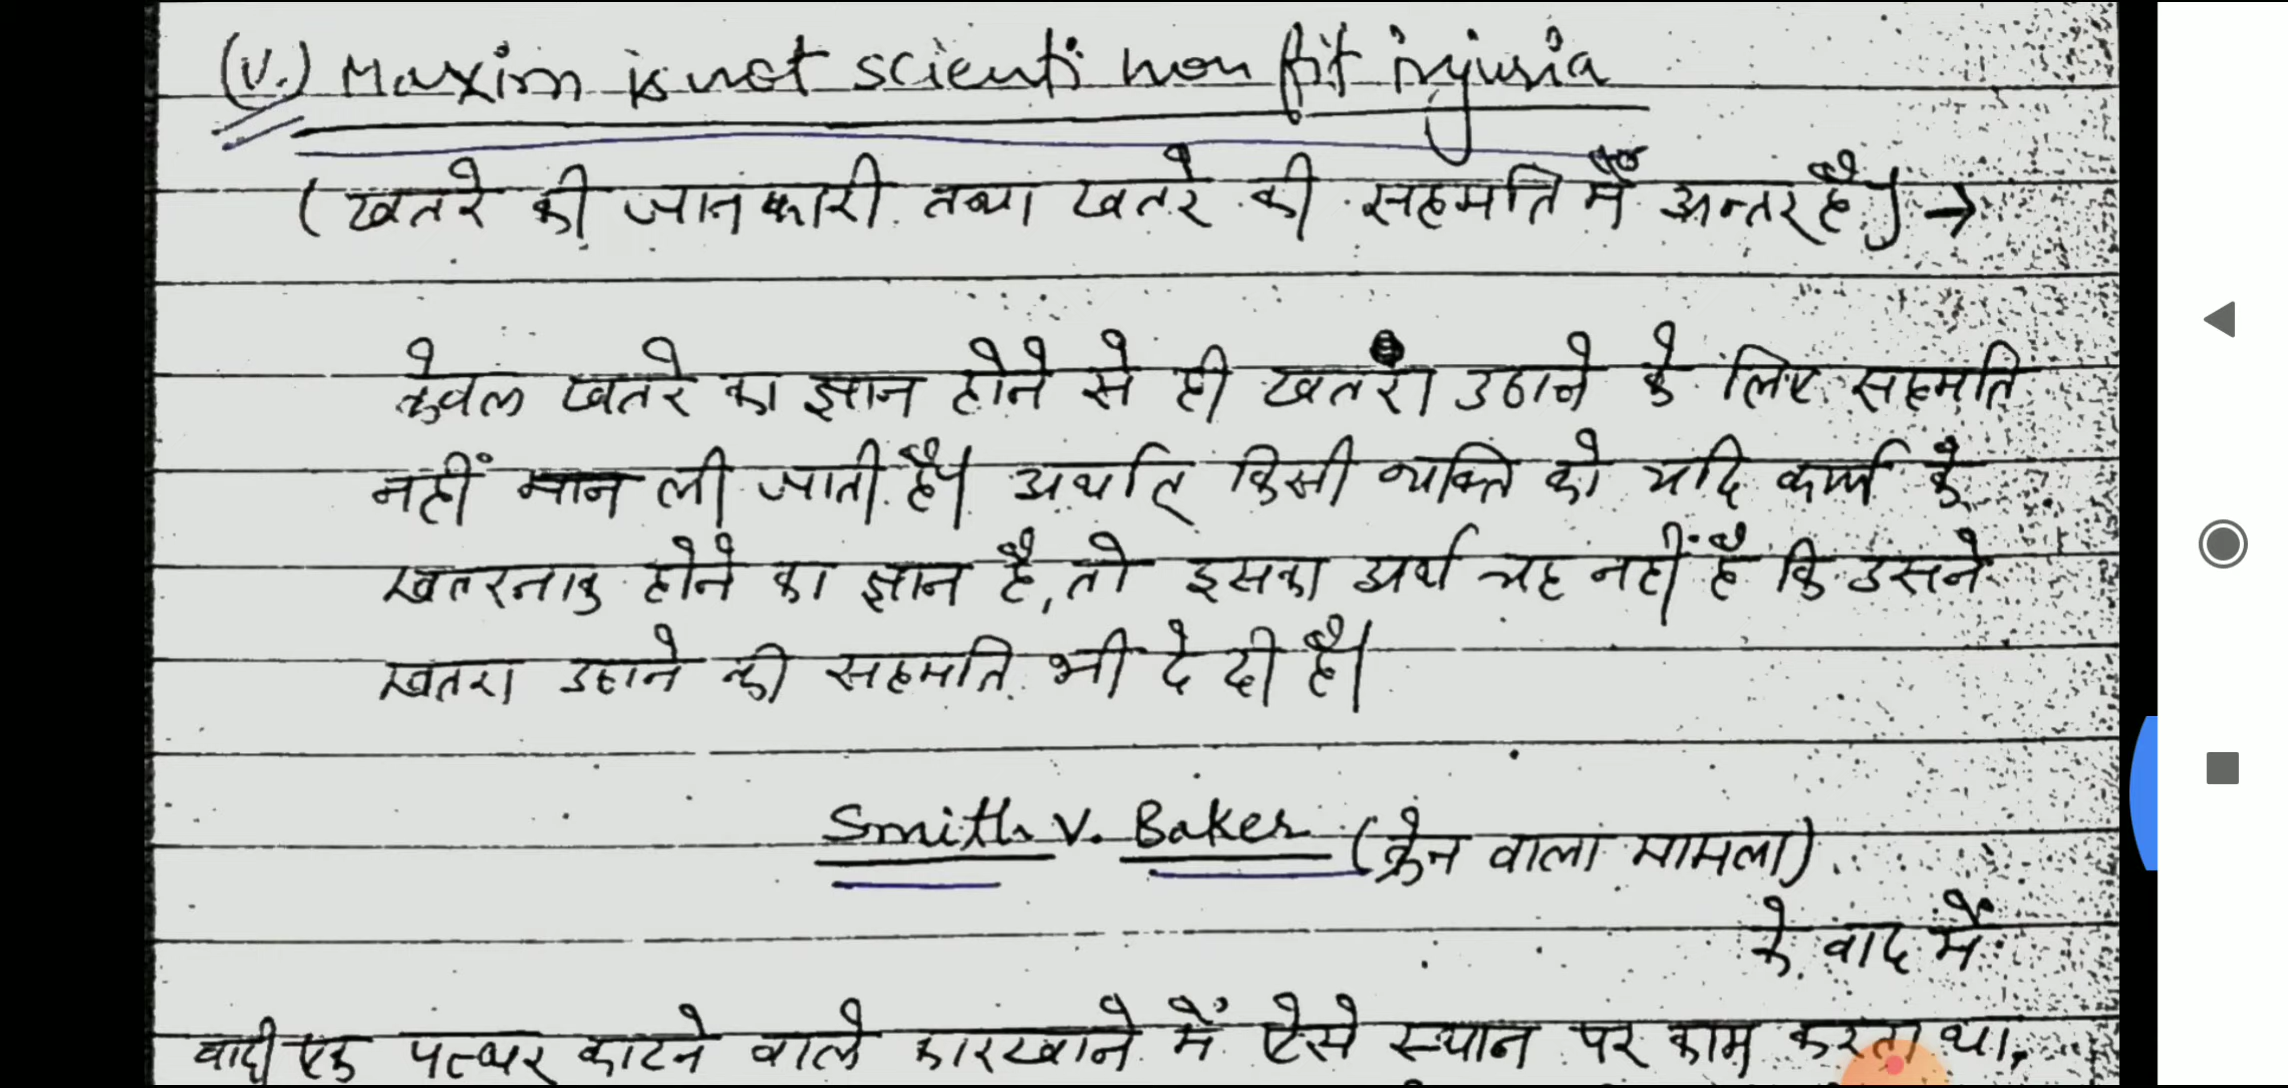 (V.) Maxim is not scienti non fit injuria
(खतरे की जानकारी तथा खतरे की सहमति में अन्तर है) →
केवल खतरे का ज्ञान होने से ही खतरा उठाने के लिए सहमति
नहीं मान ली जाती है। अर्थात् किसी व्यक्ति को यदि कार्य के
खतरनाक होने का ज्ञान है, तो इसका अर्थ यह नहीं है कि उसने
खतरा उठाने की सहमति भी दे दी है।
Smith v. Baker (क्रेन वाला मामला)
के वाद में
वादी एक पत्थर काटने वाले कारखाने में ऐसे स्थान पर काम करता था,